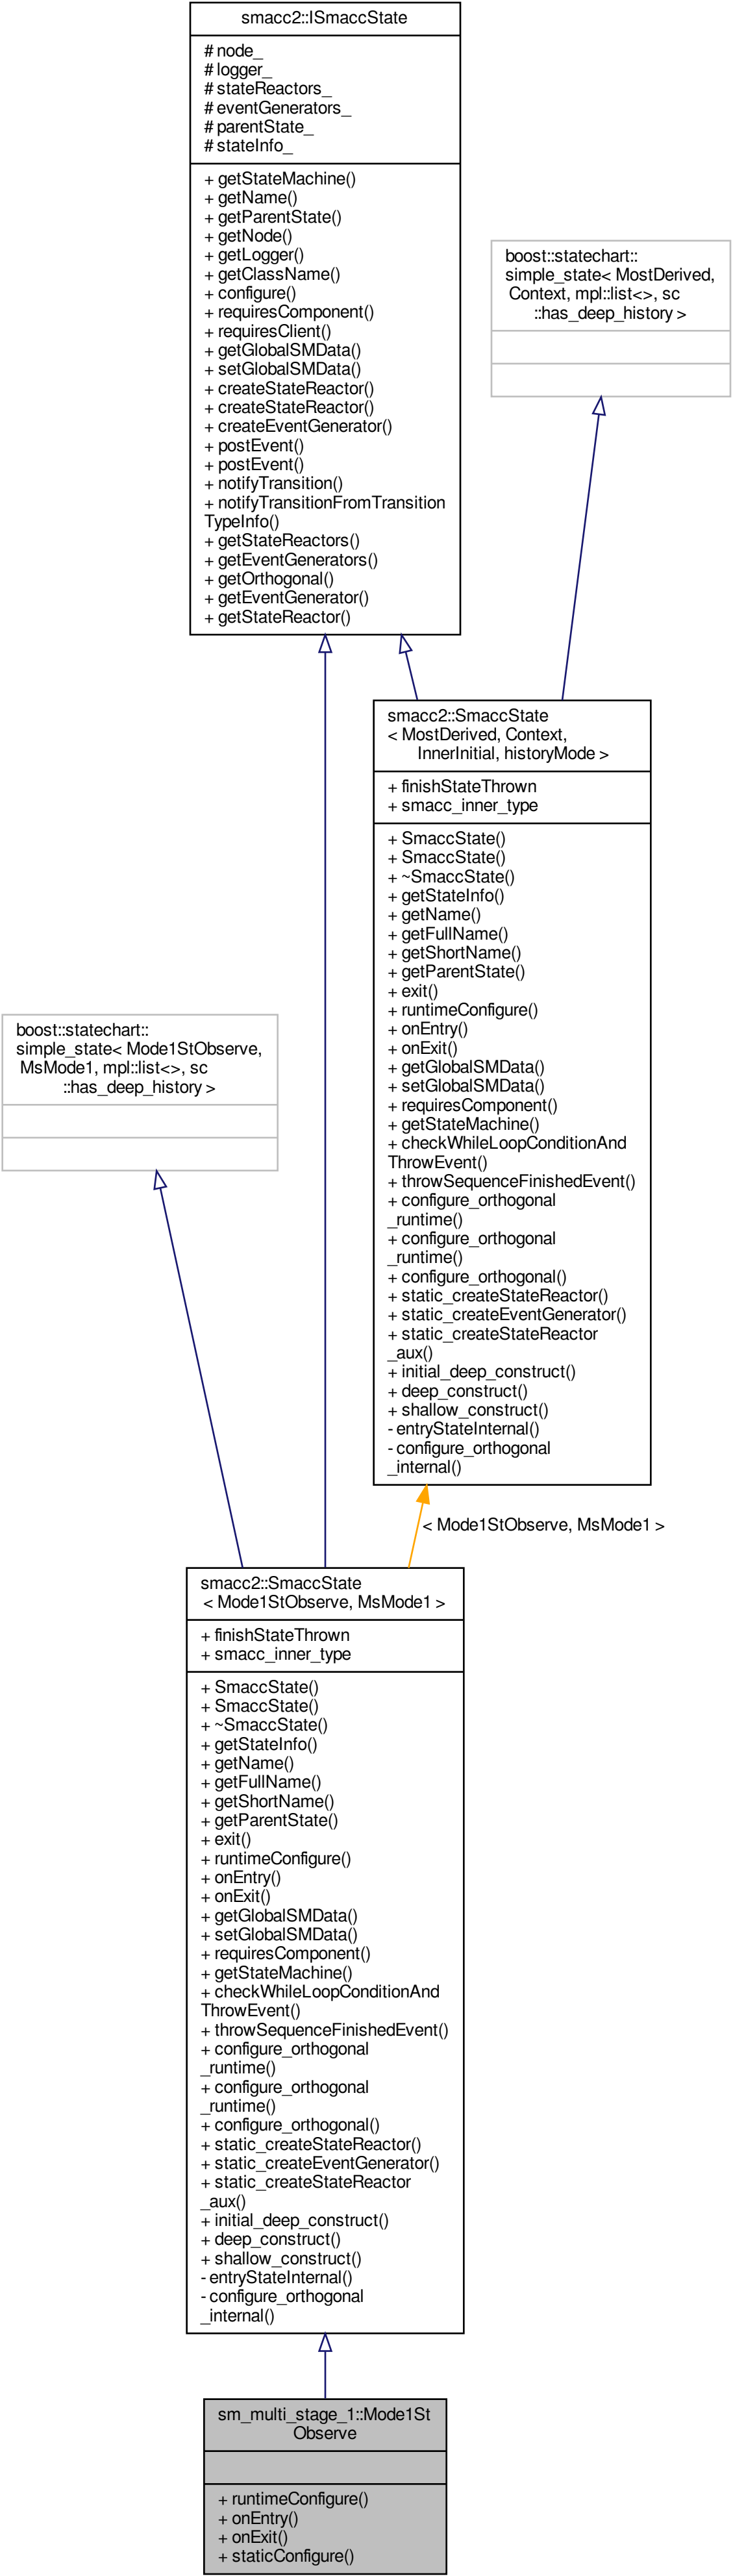 smacc2::ISmaccState
# node_
# logger_
# stateReactors_
# eventGenerators_
# parentState_
# stateInfo_
+ getStateMachine()
+ getName()
+ getParentState()
+ getNode()
+ getLogger()
+ getClassName()
+ configure()
+ requiresComponent()
+ requiresClient()
+ getGlobalSMData()
+ setGlobalSMData()
+ createStateReactor()
+ createStateReactor()
+ createEventGenerator()
+ postEvent()
+ postEvent()
+ notifyTransition()
+ notifyTransitionFromTransition
TypeInfo()
+ getStateReactors()
+ getEventGenerators()
+ getOrthogonal()
+ getEventGenerator()
+ getStateReactor()
boost::statechart::
simple_state< MostDerived,
Context, mpl::list<>, sc
::has_deep_history >
smacc2::SmaccState
< MostDerived, Context,
InnerInitial, historyMode >
+ finishStateThrown
+ smacc_inner_type
+ SmaccState()
+ SmaccState()
+ ~SmaccState()
+ getStateInfo()
+ getName()
+ getFullName()
+ getShortName()
+ getParentState()
+ exit()
+ runtimeConfigure()
+ onEntry()
+ onExit()
+ getGlobalSMData()
+ setGlobalSMData()
+ requiresComponent()
+ getStateMachine()
+ checkWhileLoopConditionAnd
ThrowEvent()
+ throwSequenceFinishedEvent()
+ configure_orthogonal
_runtime()
+ configure_orthogonal
_runtime()
+ configure_orthogonal()
+ static_createStateReactor()
+ static_createEventGenerator()
+ static_createStateReactor
_aux()
+ initial_deep_construct()
+ deep_construct()
+ shallow_construct()
- entryStateInternal()
- configure_orthogonal
_internal()
boost::statechart::
simple_state< Mode1StObserve,
MsMode1, mpl::list<>, sc
::has_deep_history >
< Mode1StObserve, MsMode1 >
smacc2::SmaccState
< Mode1StObserve, MsMode1 >
+ finishStateThrown
+ smacc_inner_type
+ SmaccState()
+ SmaccState()
+ ~SmaccState()
+ getStateInfo()
+ getName()
+ getFullName()
+ getShortName()
+ getParentState()
+ exit()
+ runtimeConfigure()
+ onEntry()
+ onExit()
+ getGlobalSMData()
+ setGlobalSMData()
+ requiresComponent()
+ getStateMachine()
+ checkWhileLoopConditionAnd
ThrowEvent()
+ throwSequenceFinishedEvent()
+ configure_orthogonal
_runtime()
+ configure_orthogonal
_runtime()
+ configure_orthogonal()
+ static_createStateReactor()
+ static_createEventGenerator()
+ static_createStateReactor
_aux()
+ initial_deep_construct()
+ deep_construct()
+ shallow_construct()
- entryStateInternal()
- configure_orthogonal
_internal()
sm_multi_stage_1::Mode1St
Observe
+ runtimeConfigure()
+ onEntry()
+ onExit()
+ staticConfigure()